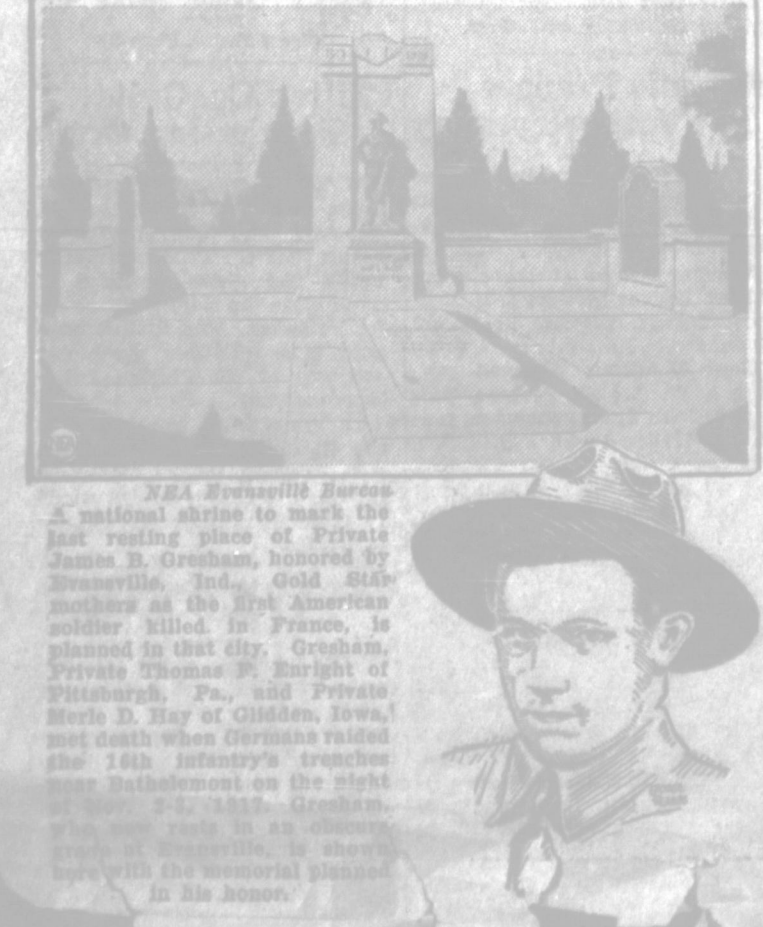 NEA Evansville Bureau
A national shrine to mark the
last resting place of Private
James B. Gresham, honored by
Evansville, Ind., Gold Star
mothers as the first American
soldier killed in France, is
planned in that city. Gresham,
Private Thomas F. Enright of
Pittsburgh, Pa., and Private
Merle D. Hay of Glidden, Iowa,
met death when Germans raided
the 16th infantry's trenches
near Bathelemont on the night
of Nov. 2-3, 1917. Gresham,
who now rests in an obscure
grave at Evansville, is shown
here with the memorial planned
in his honor.